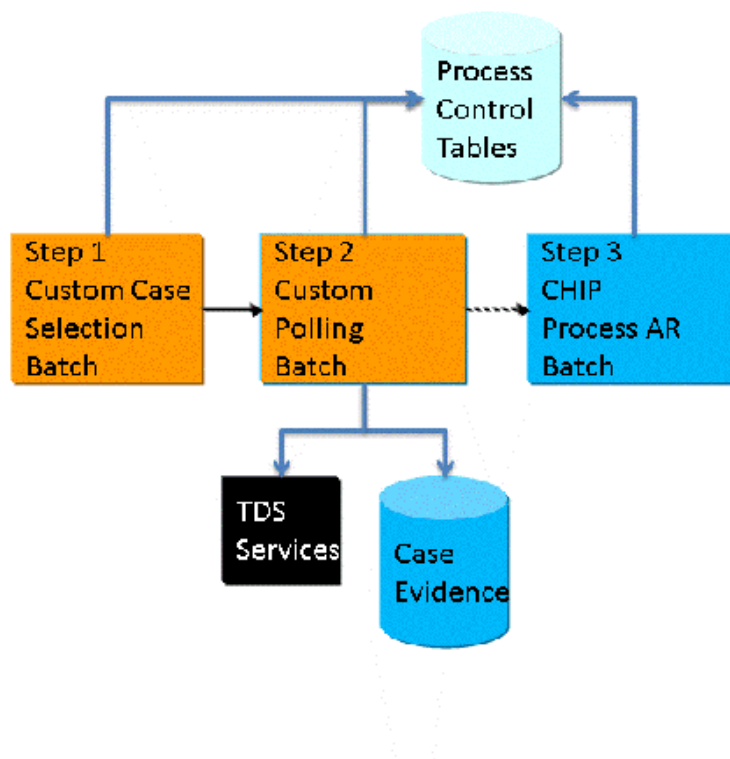 Process
Control
Tables
Step 1
Custom Case
Selection
Batch
Step 2
Custom
Polling
Batch
Step 3
CHIP
Process AR
Batch
TDS
Services
Case
Evidence